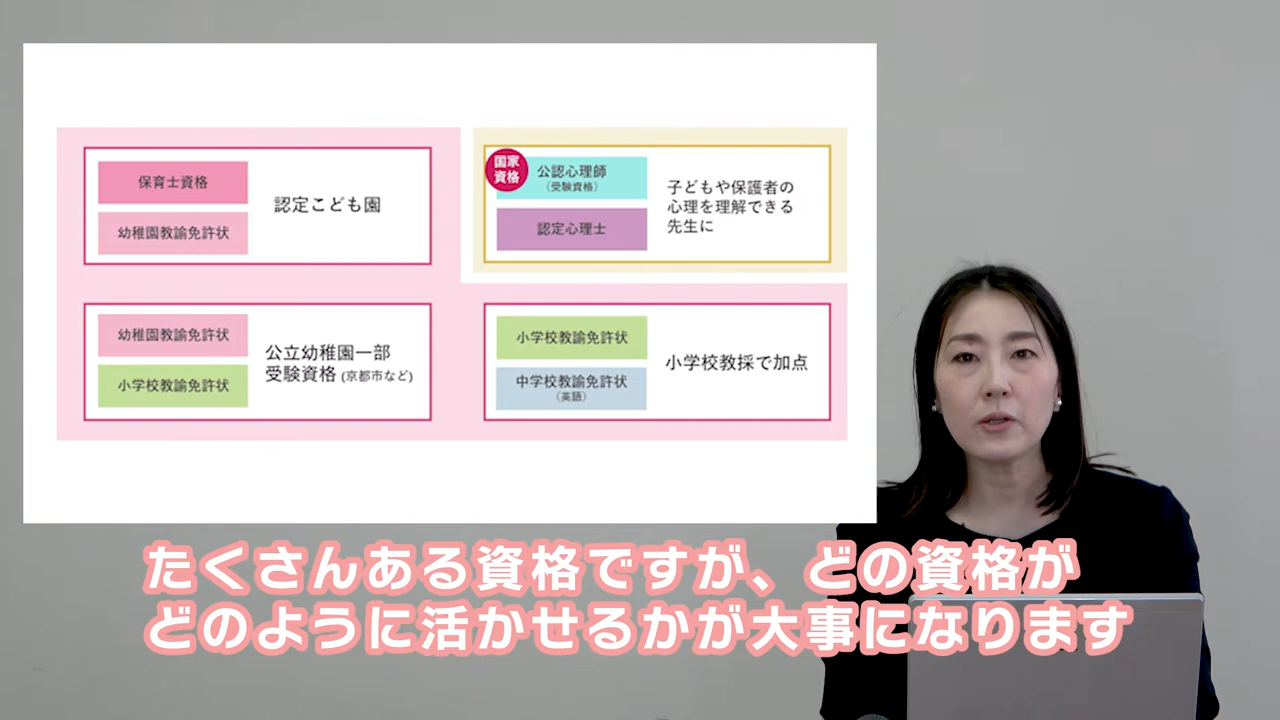 保育士資格
幼稚園教諭免許状
認定こども園
国家
資格
公認心理師
（受験資格）
認定心理士
子どもや保護者の
心理を理解できる
先生に
幼稚園教諭免許状
小学校教諭免許状
公立幼稚園一部
受験資格 (京都市など)
小学校教諭免許状
中学校教諭免許状
（英語）
小学校教採で加点
たくさんある資格ですが、どの資格が
どのように活かせるかが大事になります